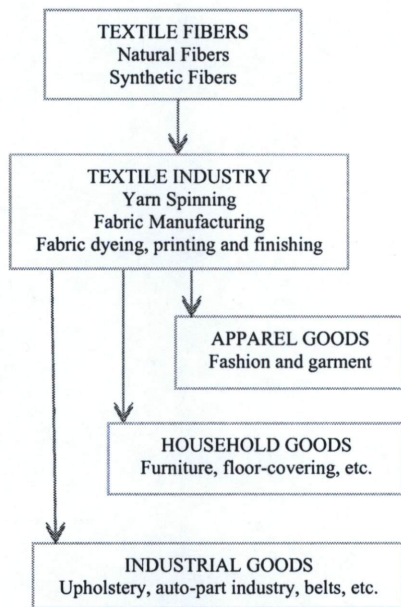 TEXTILE FIBERS
Natural Fibers
Synthetic Fibers
TEXTILE INDUSTRY
Yarn Spinning
Fabric Manufacturing
Fabric dyeing, printing and finishing
APPAREL GOODS
Fashion and garment
HOUSEHOLD GOODS
Furniture, floor-covering, etc.
INDUSTRIAL GOODS
Upholstery, auto-part industry, belts, etc.